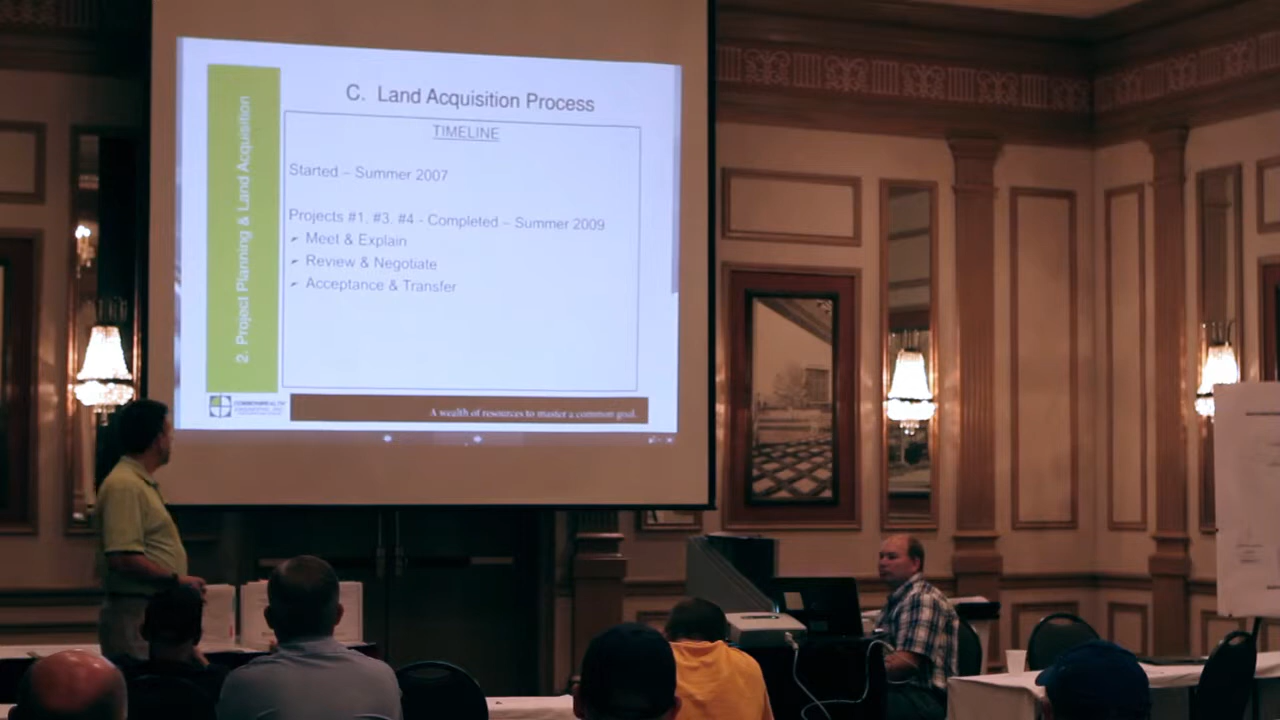 C. Land Acquisition Process
2. Project Planning & Land Acquisition
TIMELINE
Started – Summer 2007
Projects #1, #3, #4 - Completed – Summer 2009
Meet & Explain
Review & Negotiate
Acceptance & Transfer
COMMONWEALTH
A wealth of resources to master a common goal.